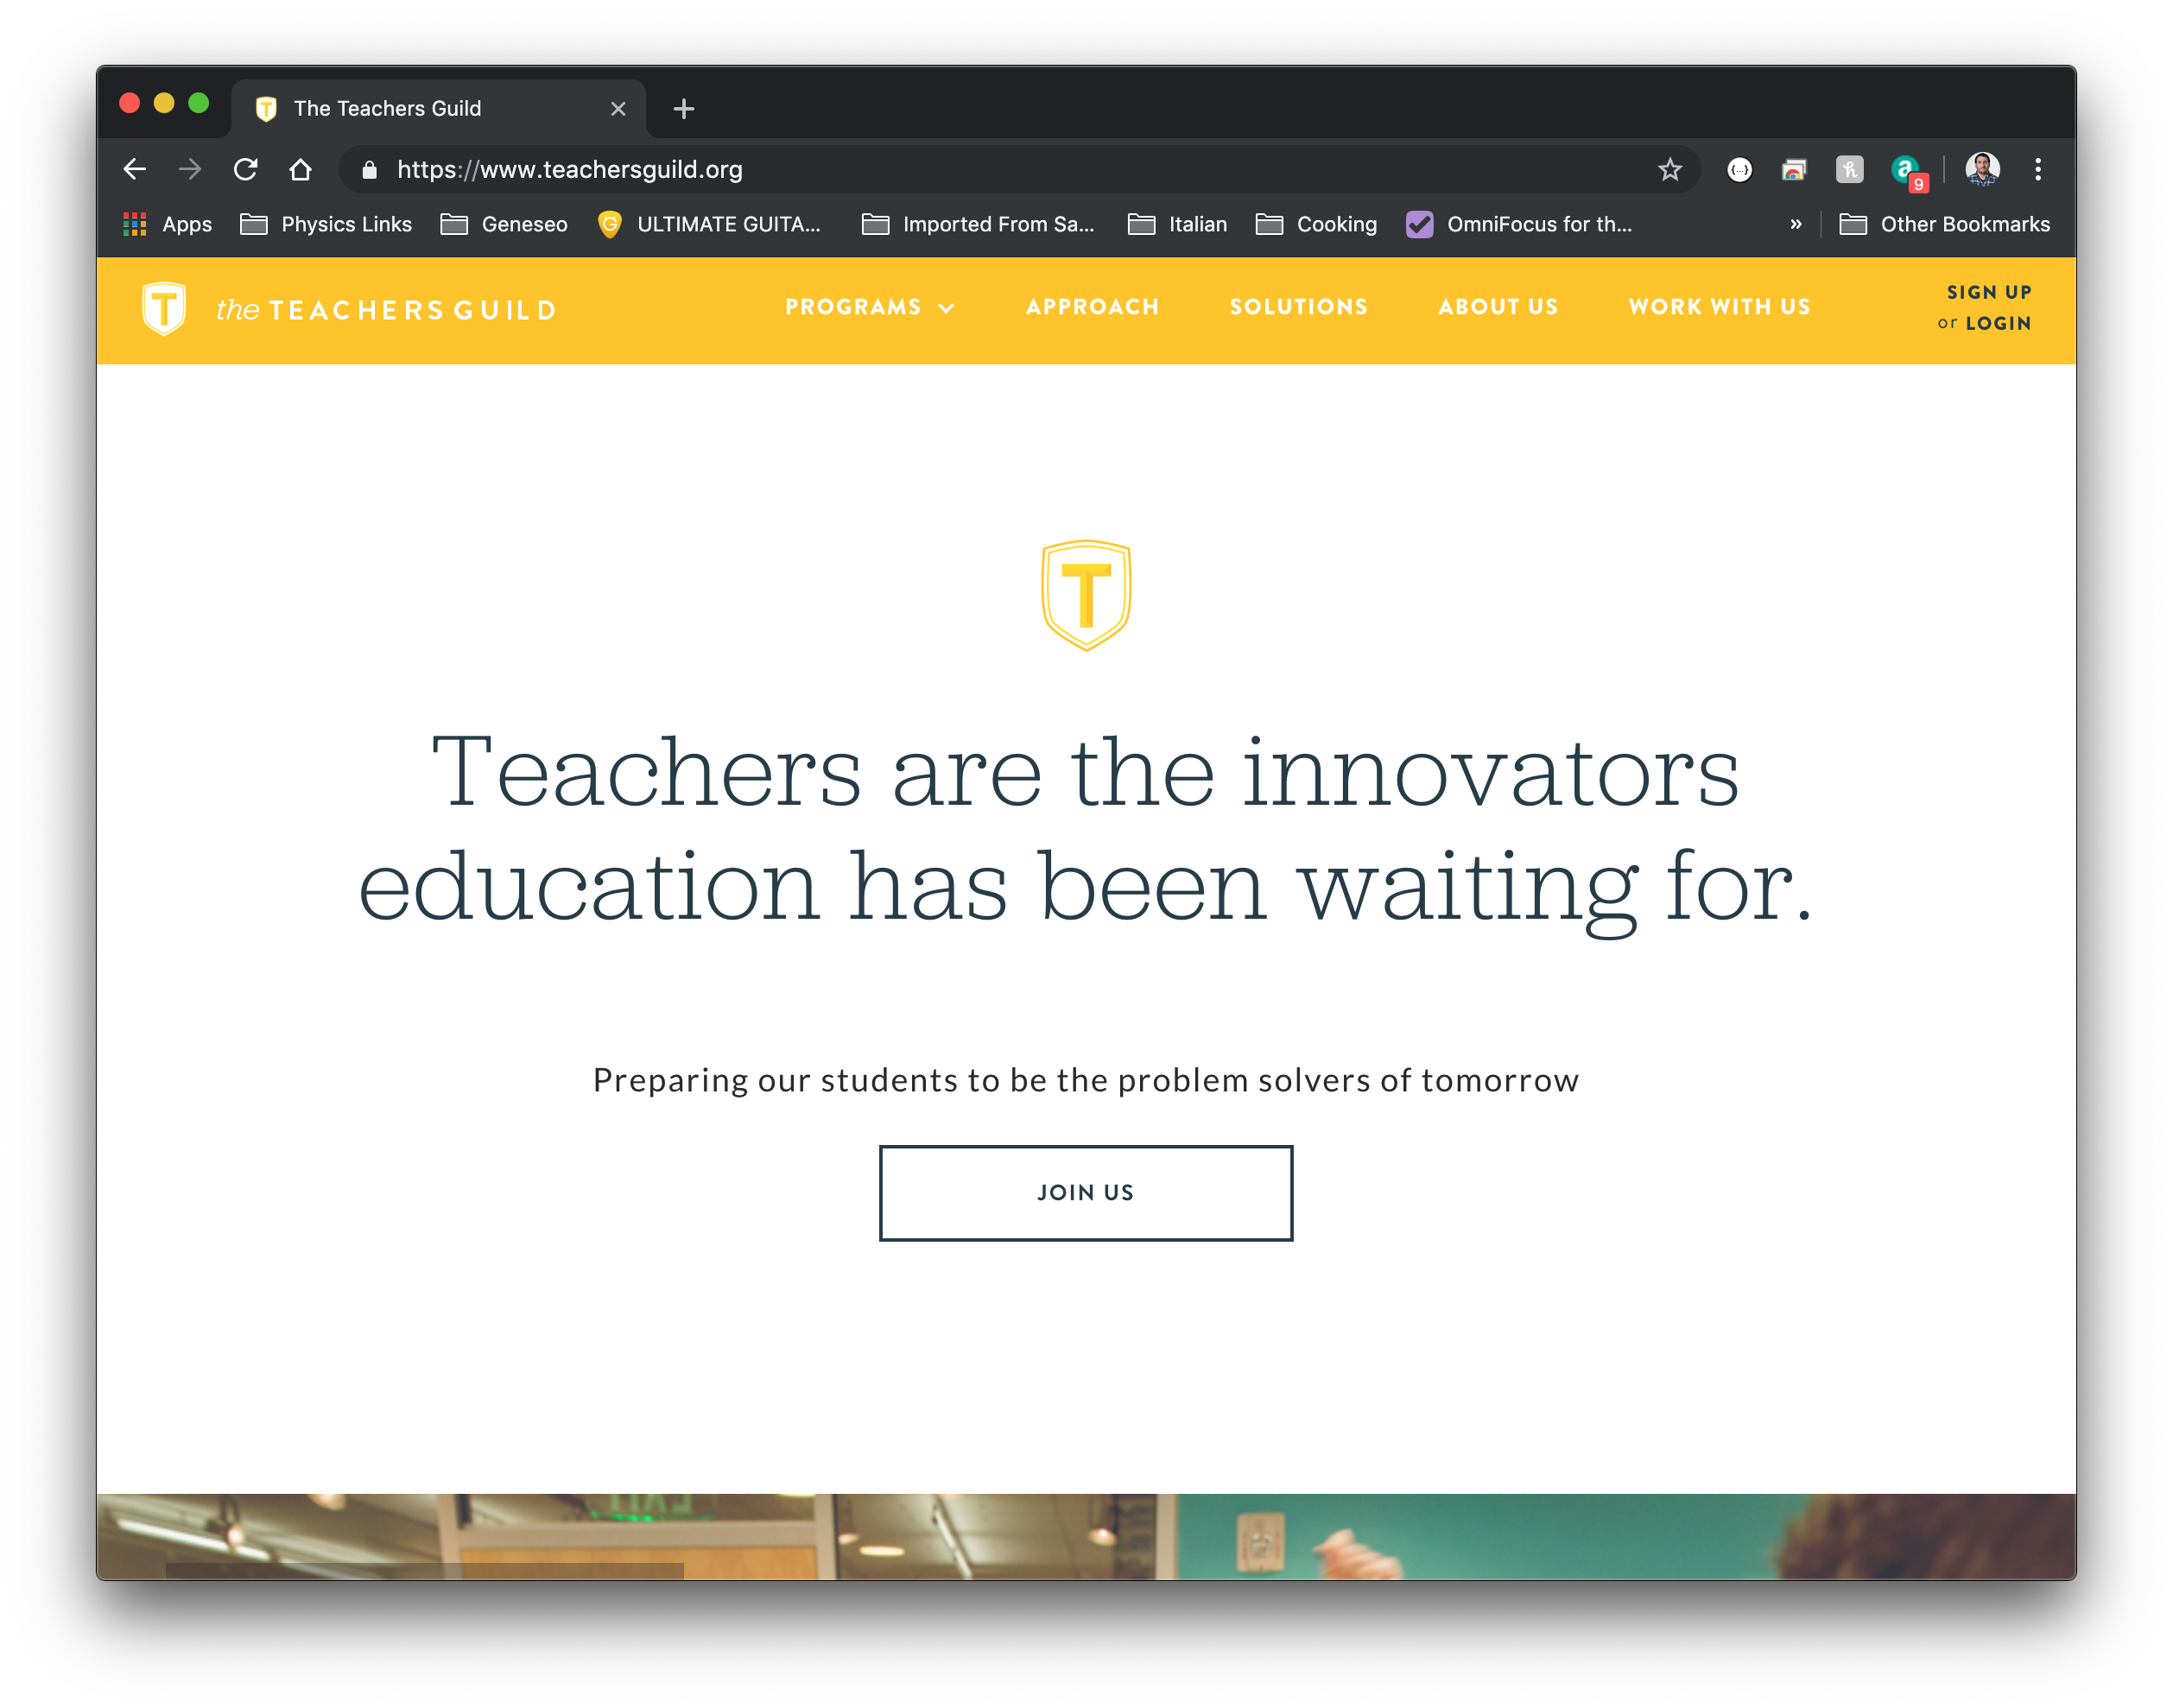 The Teachers Guild
https://www.teachersguild.org
9
Apps Physics Links Geneseo ULTIMATE GUITA... Imported From Sa... Italian Cooking OmniFocus for th... » Other Bookmarks
T the TEACHERS GUILD PROGRAMS APPROACH SOLUTIONS ABOUT US WORK WITH US SIGN UP
or LOGIN
T
Teachers are the innovators
education has been waiting for.
Preparing our students to be the problem solvers of tomorrow
JOIN US